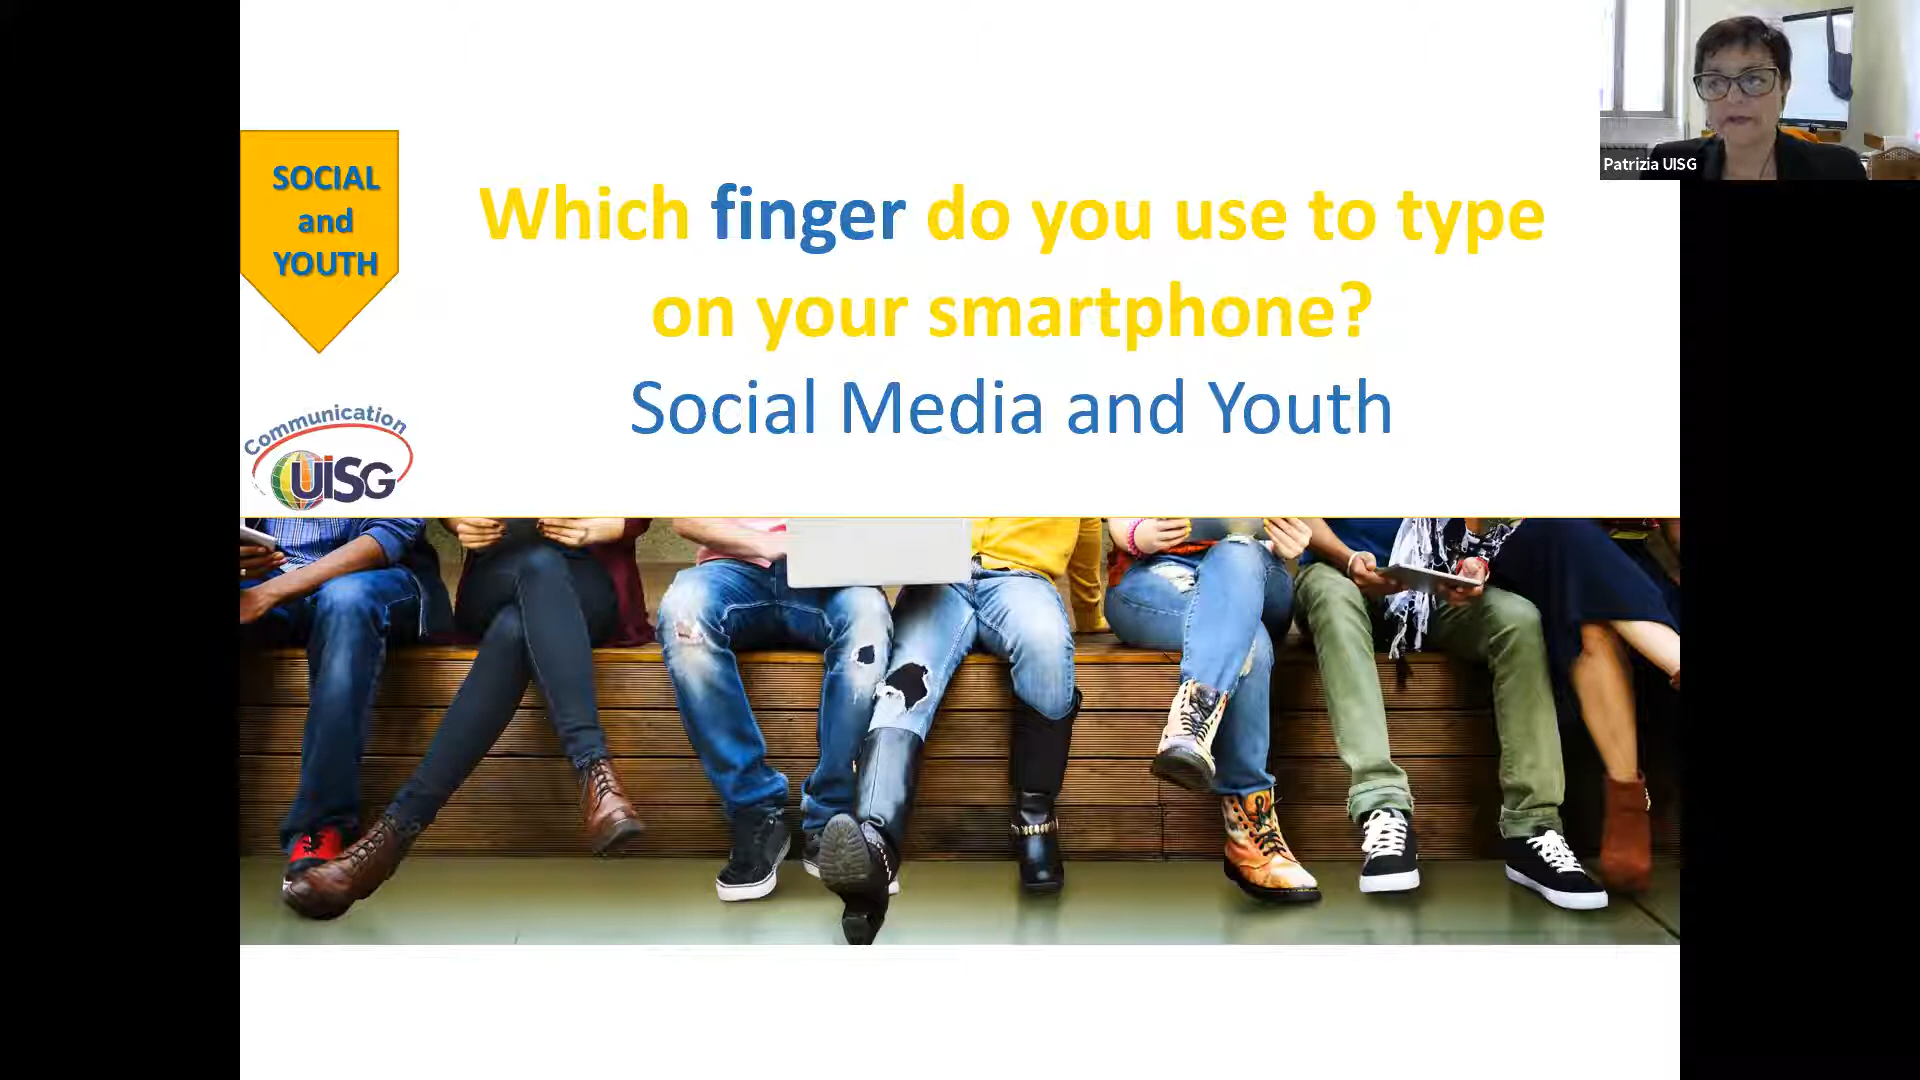 SOCIAL
and
YOUTH
Which finger do you use to type
on your smartphone?
Social Media and Youth
Communication
UISG
Patrizia UISG